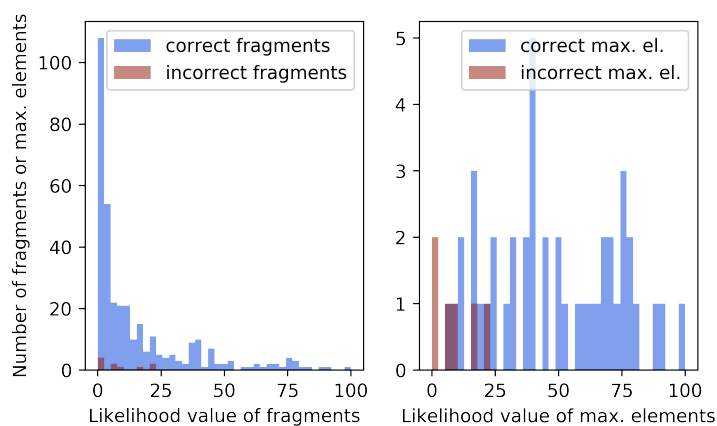 Number of fragments or max. elements
100
80
60
40
20
0
correct fragments
incorrect fragments
0 25 50 75 100
Likelihood value of fragments
5
4
3
2
1
0
correct max. el.
incorrect max. el.
0 25 50 75 100
Likelihood value of max. elements